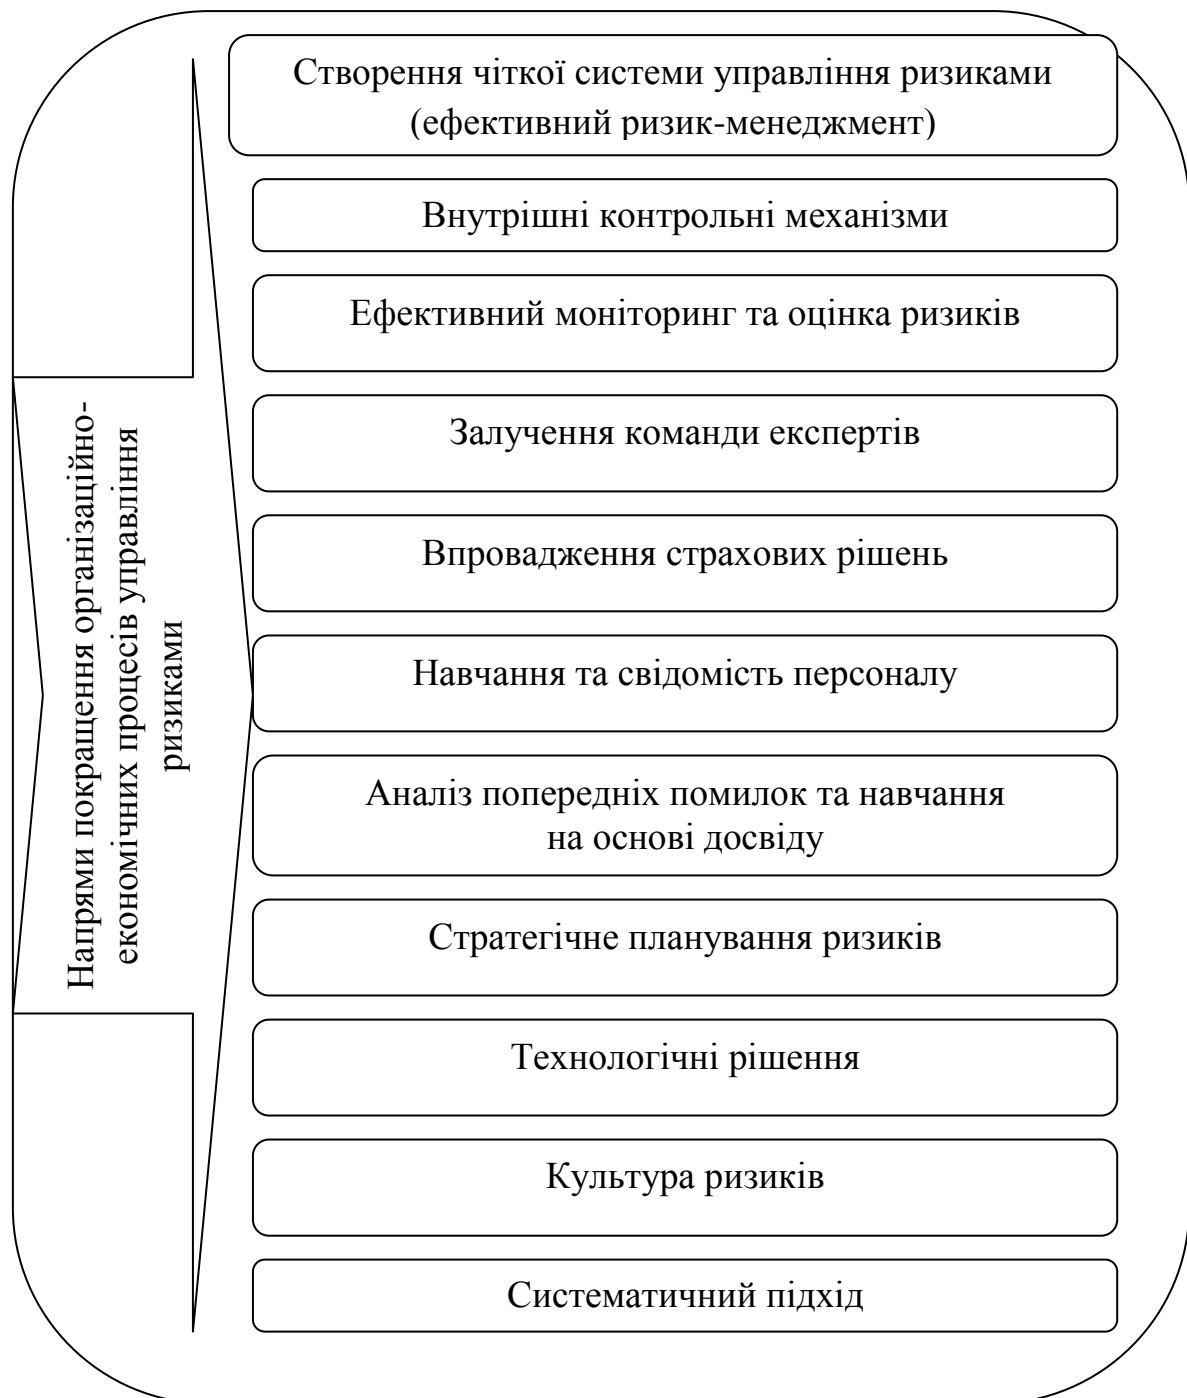 Напрями покращення організаційно-
економічних процесів управління
ризиками
Створення чіткої системи управління ризиками
(ефективний ризик-менеджмент)
Внутрішні контрольні механізми
Ефективний моніторинг та оцінка ризиків
Залучення команди експертів
Впровадження страхових рішень
Навчання та свідомість персоналу
Аналіз попередніх помилок та навчання
на основі досвіду
Стратегічне планування ризиків
Технологічні рішення
Культура ризиків
Систематичний підхід